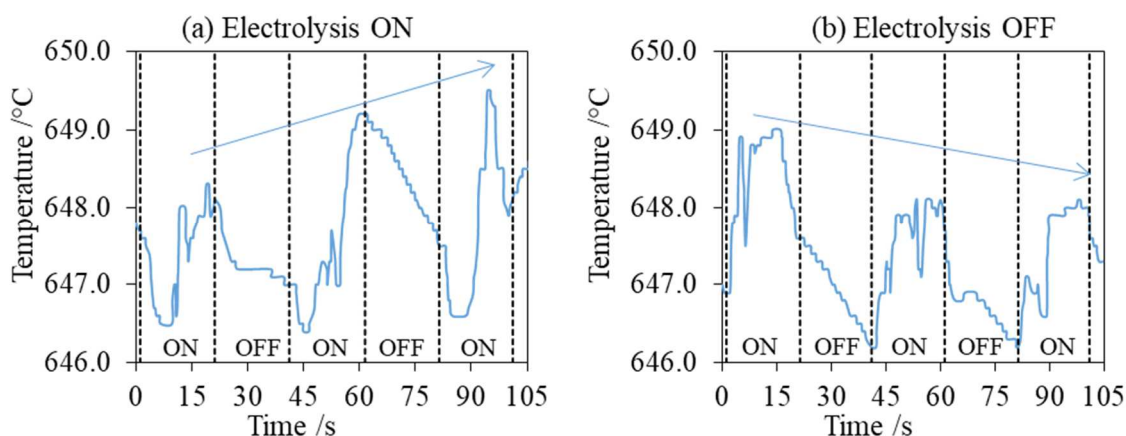 (a) Electrolysis ON
650.0
649.0
648.0
647.0
646.0
Temperature /°C
ON OFF ON OFF ON
0 15 30 45 60 75 90 105
Time /s
(b) Electrolysis OFF
650.0
649.0
648.0
647.0
646.0
Temperature /°C
ON OFF ON OFF ON
0 15 30 45 60 75 90 105
Time /s